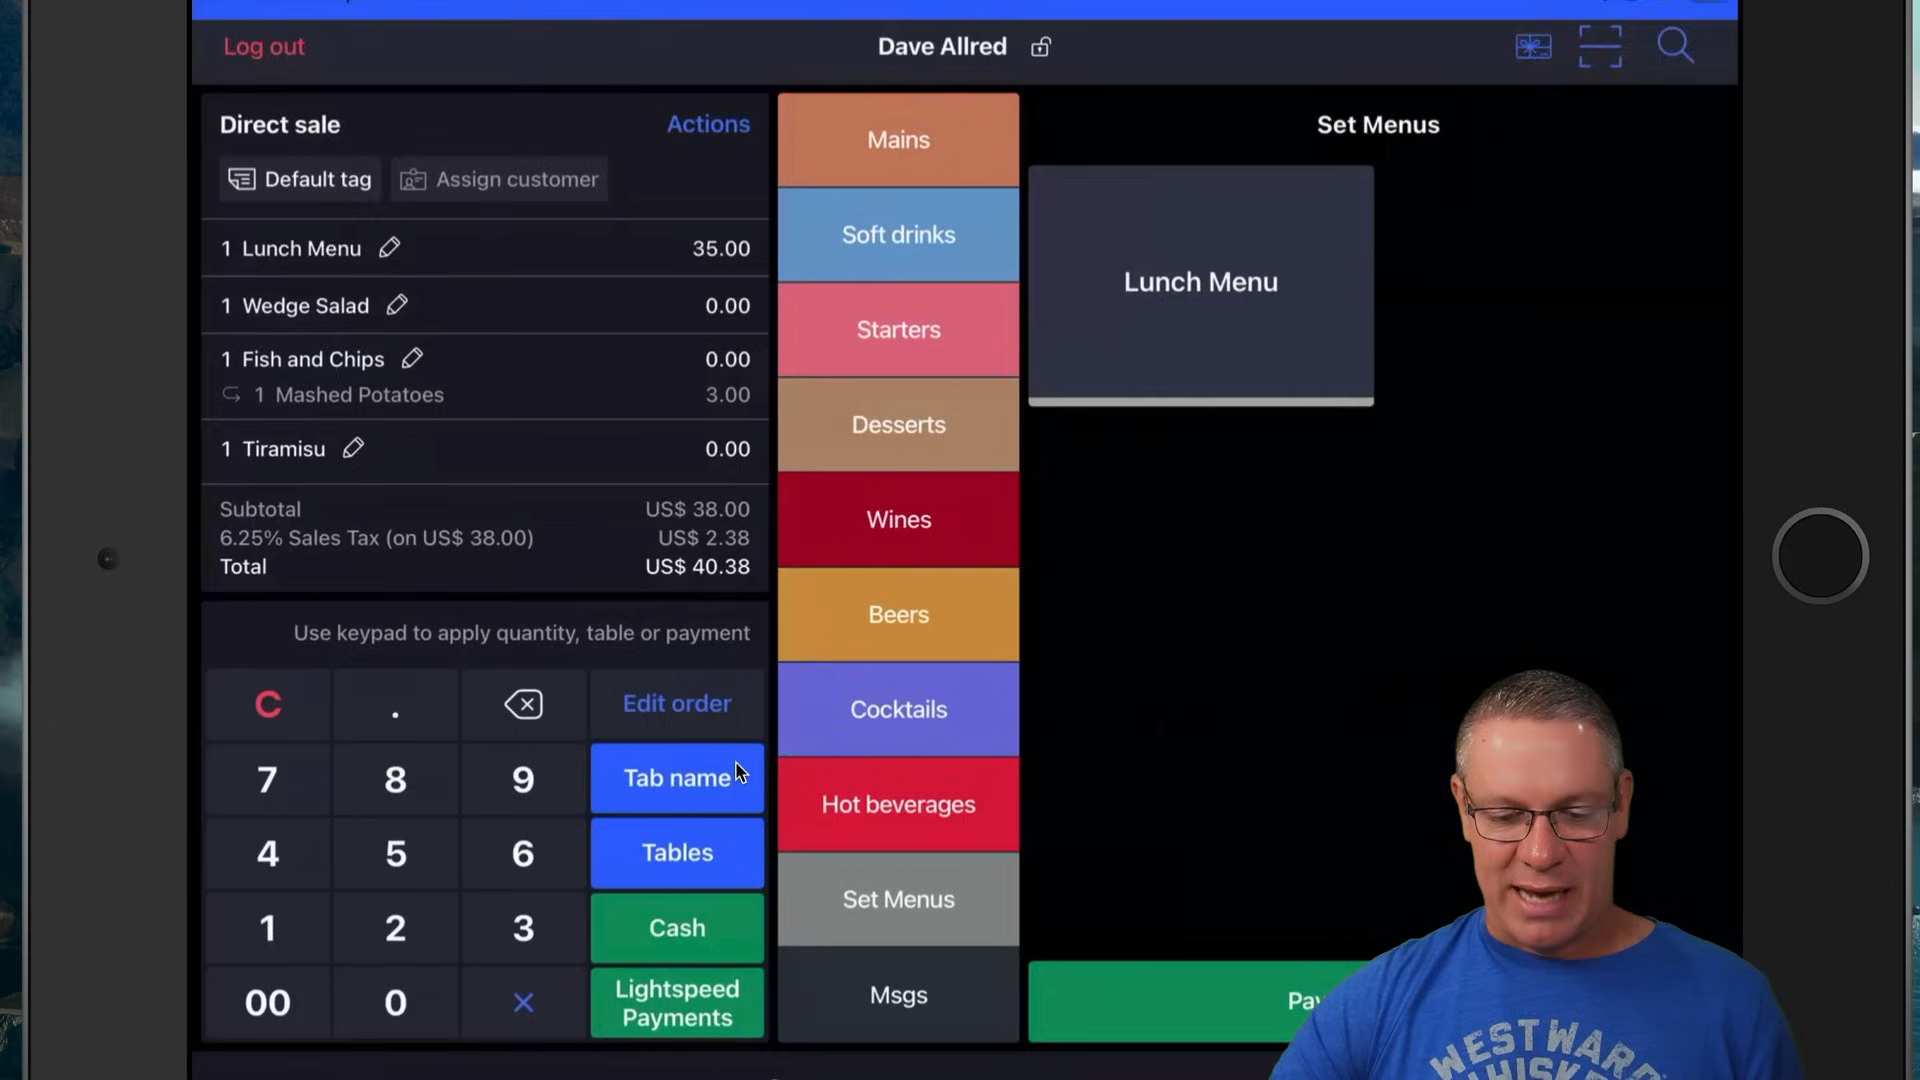 Log out
Dave Allred
Direct sale
Actions
Default tag
Assign customer
1 Lunch Menu 35.00
1 Wedge Salad 0.00
1 Fish and Chips 0.00
1 Mashed Potatoes 3.00
1 Tiramisu 0.00
Subtotal US$ 38.00
6.25% Sales Tax (on US$ 38.00) US$ 2.38
Total US$ 40.38
Use keypad to apply quantity, table or payment
C . Edit order
7 8 9 Tab name
4 5 6 Tables
1 2 3 Cash
00 0 × Lightspeed
Payments
Mains
Soft drinks
Starters
Desserts
Wines
Beers
Cocktails
Hot beverages
Set Menus
Msgs
Set Menus
Lunch Menu
WESTWARD